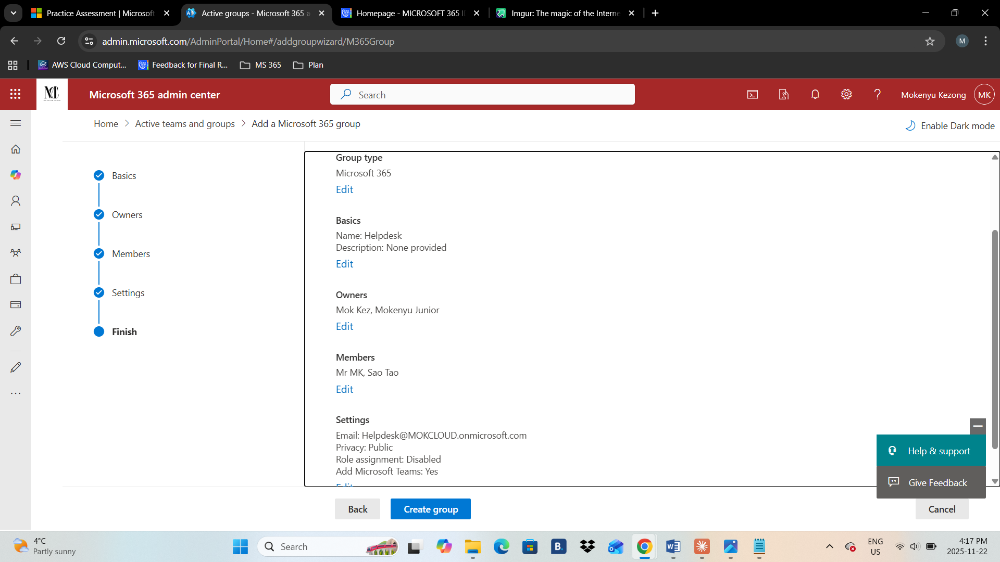 Practice Assessment | Microsoft
Active groups - Microsoft 365 a
Homepage - MICROSOFT 365 I
Imgur: The magic of the Interne
admin.microsoft.com/AdminPortal/Home#/addgroupwizard/M365Group
M
AWS Cloud Comput...
Feedback for Final R...
MS 365
Plan
Microsoft 365 admin center
Search
Mokenyu Kezong
MK
Home > Active teams and groups > Add a Microsoft 365 group
Enable Dark mode
Basics
Owners
Members
Settings
Finish
Group type
Microsoft 365
Edit
Basics
Name: Helpdesk
Description: None provided
Edit
Owners
Mok Kez, Mokenyu Junior
Edit
Members
Mr MK, Sao Tao
Edit
Settings
Email: Helpdesk@MOKCLOUD.onmicrosoft.com
Privacy: Public
Role assignment: Disabled
Add Microsoft Teams: Yes
Edit
Help & support
Give Feedback
Back
Create group
Cancel
4°C
Partly sunny
Search
ENG
US
4:17 PM
2025-11-22